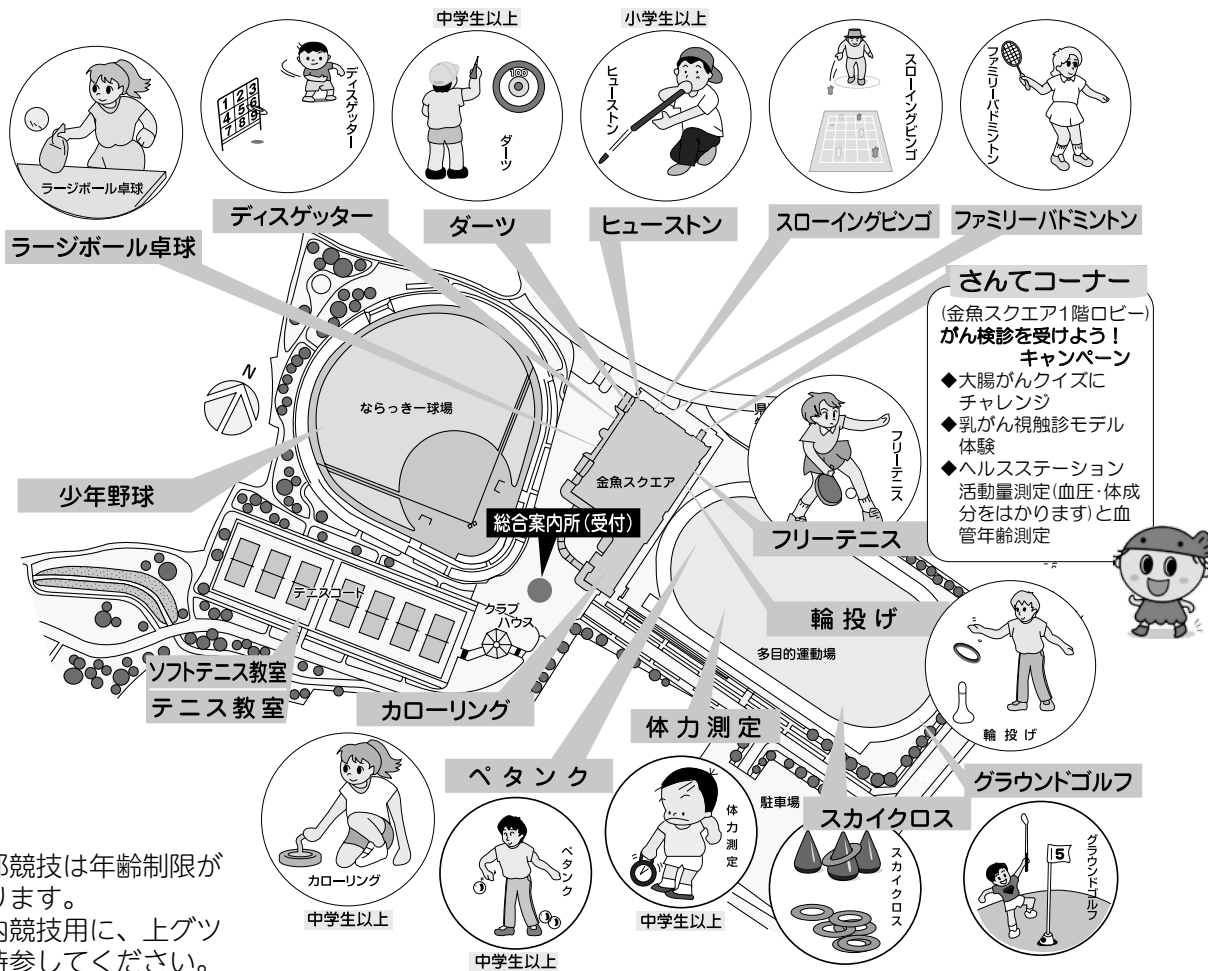 中学生以上
小学生以上
ラージボール卓球
1 2 3
4 5 6
7 8 9
ディスゲッター
100
ダーツ
ヒューストン
スローイングビンゴ
ファミリーバドミントン
ディスゲッター
ダーツ
ヒューストン
スローイングビンゴ
ファミリーバドミントン
ラージボール卓球
さんてコーナー
(金魚スクエア1階ロビー)
がん検診を受けよう!
キャンペーン
◆大腸がんクイズに
チャレンジ
◆乳がん視触診モデル
体験
◆ヘルスステーション
活動量測定(血圧・体成
分をはかります)と血
管年齢測定
N
ならっきー球場
県
金魚スクエア
フリーテニス
少年野球
総合案内所(受付)
フリーテニス
テニスコート
クラブ
ハウス
輪投げ
多目的運動場
ソフトテニス教室
テニス教室
カローリング
体力測定
輪投げ
ペタンク
駐車場
スカイクロス
グラウンドゴルフ
カローリング
中学生以上
ペタンク
中学生以上
体力測定
中学生以上
スカイクロス
5
グラウンドゴルフ
部競技は年齢制限が
ります。
内競技用に、上グツ
持参してください。